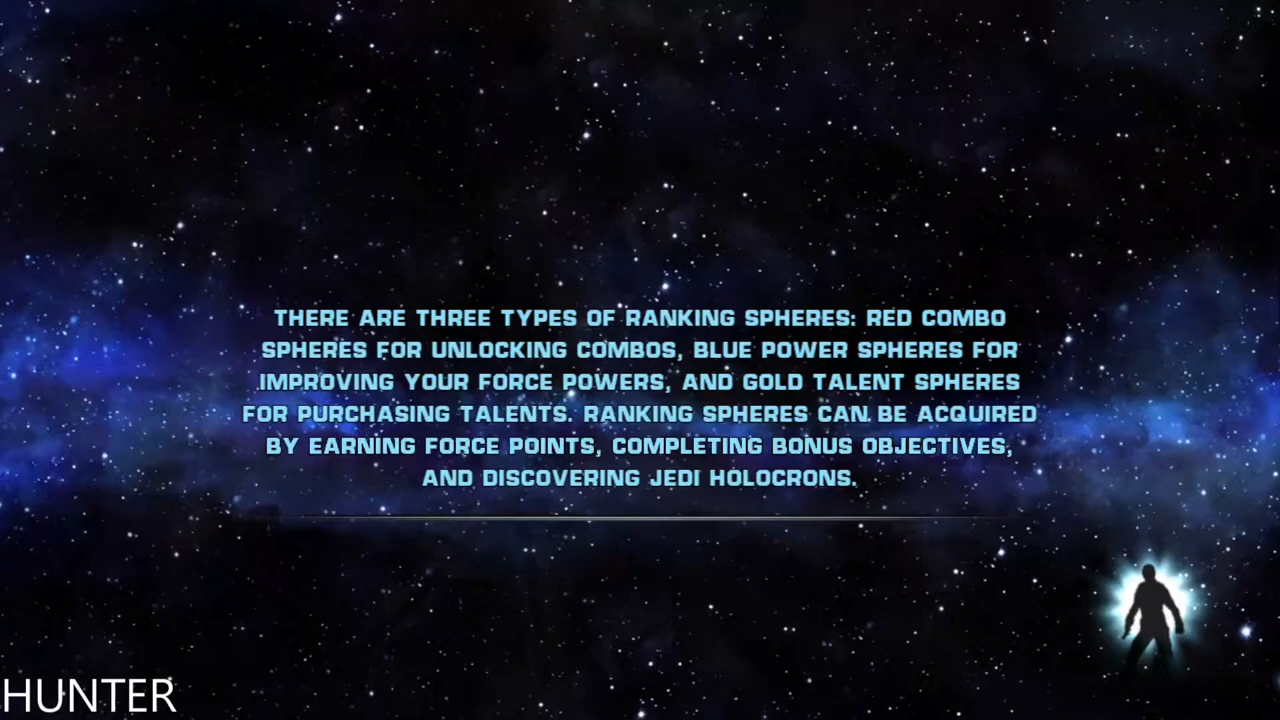 THERE ARE THREE TYPES OF RANKING SPHERES: RED COMBO
SPHERES FOR UNLOCKING COMBOS, BLUE POWER SPHERES FOR
IMPROVING YOUR FORCE POWERS, AND GOLD TALENT SPHERES
FOR PURCHASING TALENTS. RANKING SPHERES CAN BE ACQUIRED
BY EARNING FORCE POINTS, COMPLETING BONUS OBJECTIVES,
AND DISCOVERING JEDI HOLOCRONS.
HUNTER